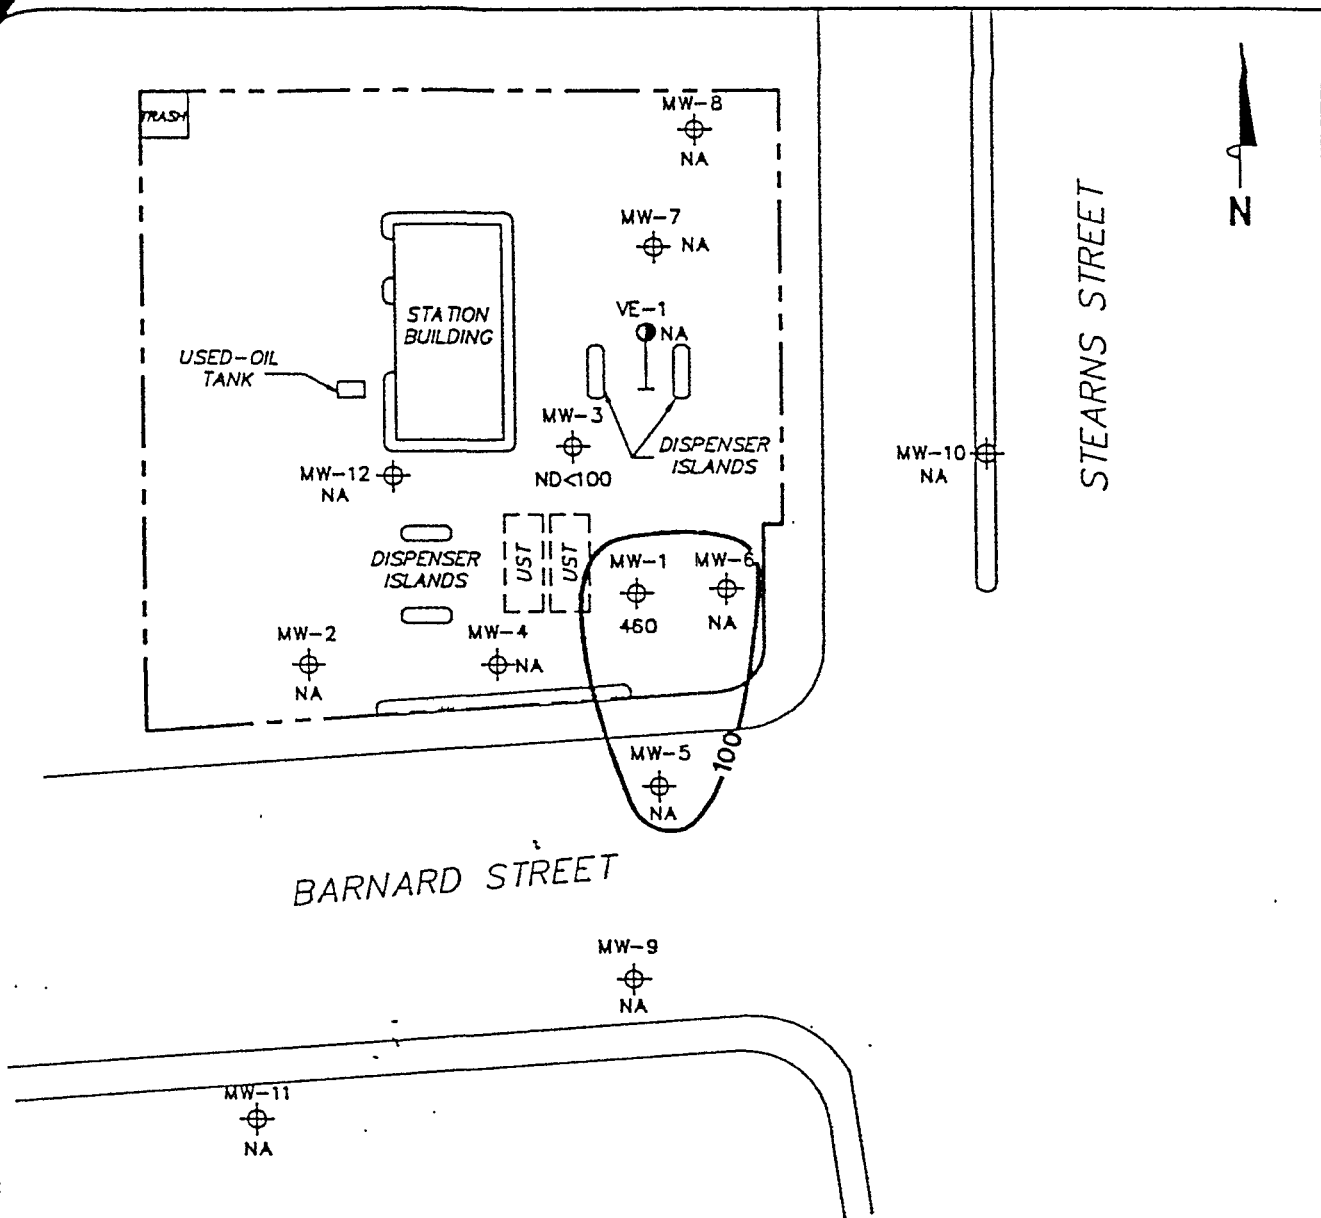 MW-8
TRASH
NA
MW-7
NA
N
STEARNS STREET
VE-1
NA
STATION
BUILDING
USED-OIL
TANK
MW-3
DISPENSER
ISLANDS
MW-10
NA
MW-12
NA
ND<100
DISPENSER
ISLANDS
UST
UST
MW-1
460
MW-6
NA
MW-2
NA
MW-4
NA
100
MW-5
NA
BARNARD STREET
MW-9
NA
MW-11
NA